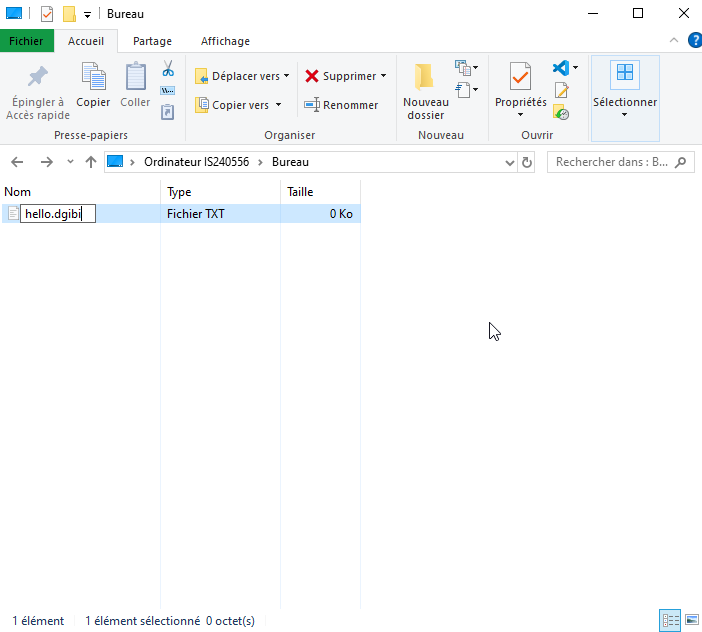 Bureau
Fichier Accueil Partage Affichage
?
Épingler à Accès rapide
Copier
Coller
Presse-papiers
Déplacer vers
Copier vers
Supprimer
Renommer
Organiser
Nouveau dossier
Nouveau
Propriétés
Ouvrir
Sélectionner
Ordinateur IS240556 > Bureau
Rechercher dans : B...
Nom Type Taille
hello.dgibi Fichier TXT 0 Ko
1 élément 1 élément sélectionné 0 octet(s)